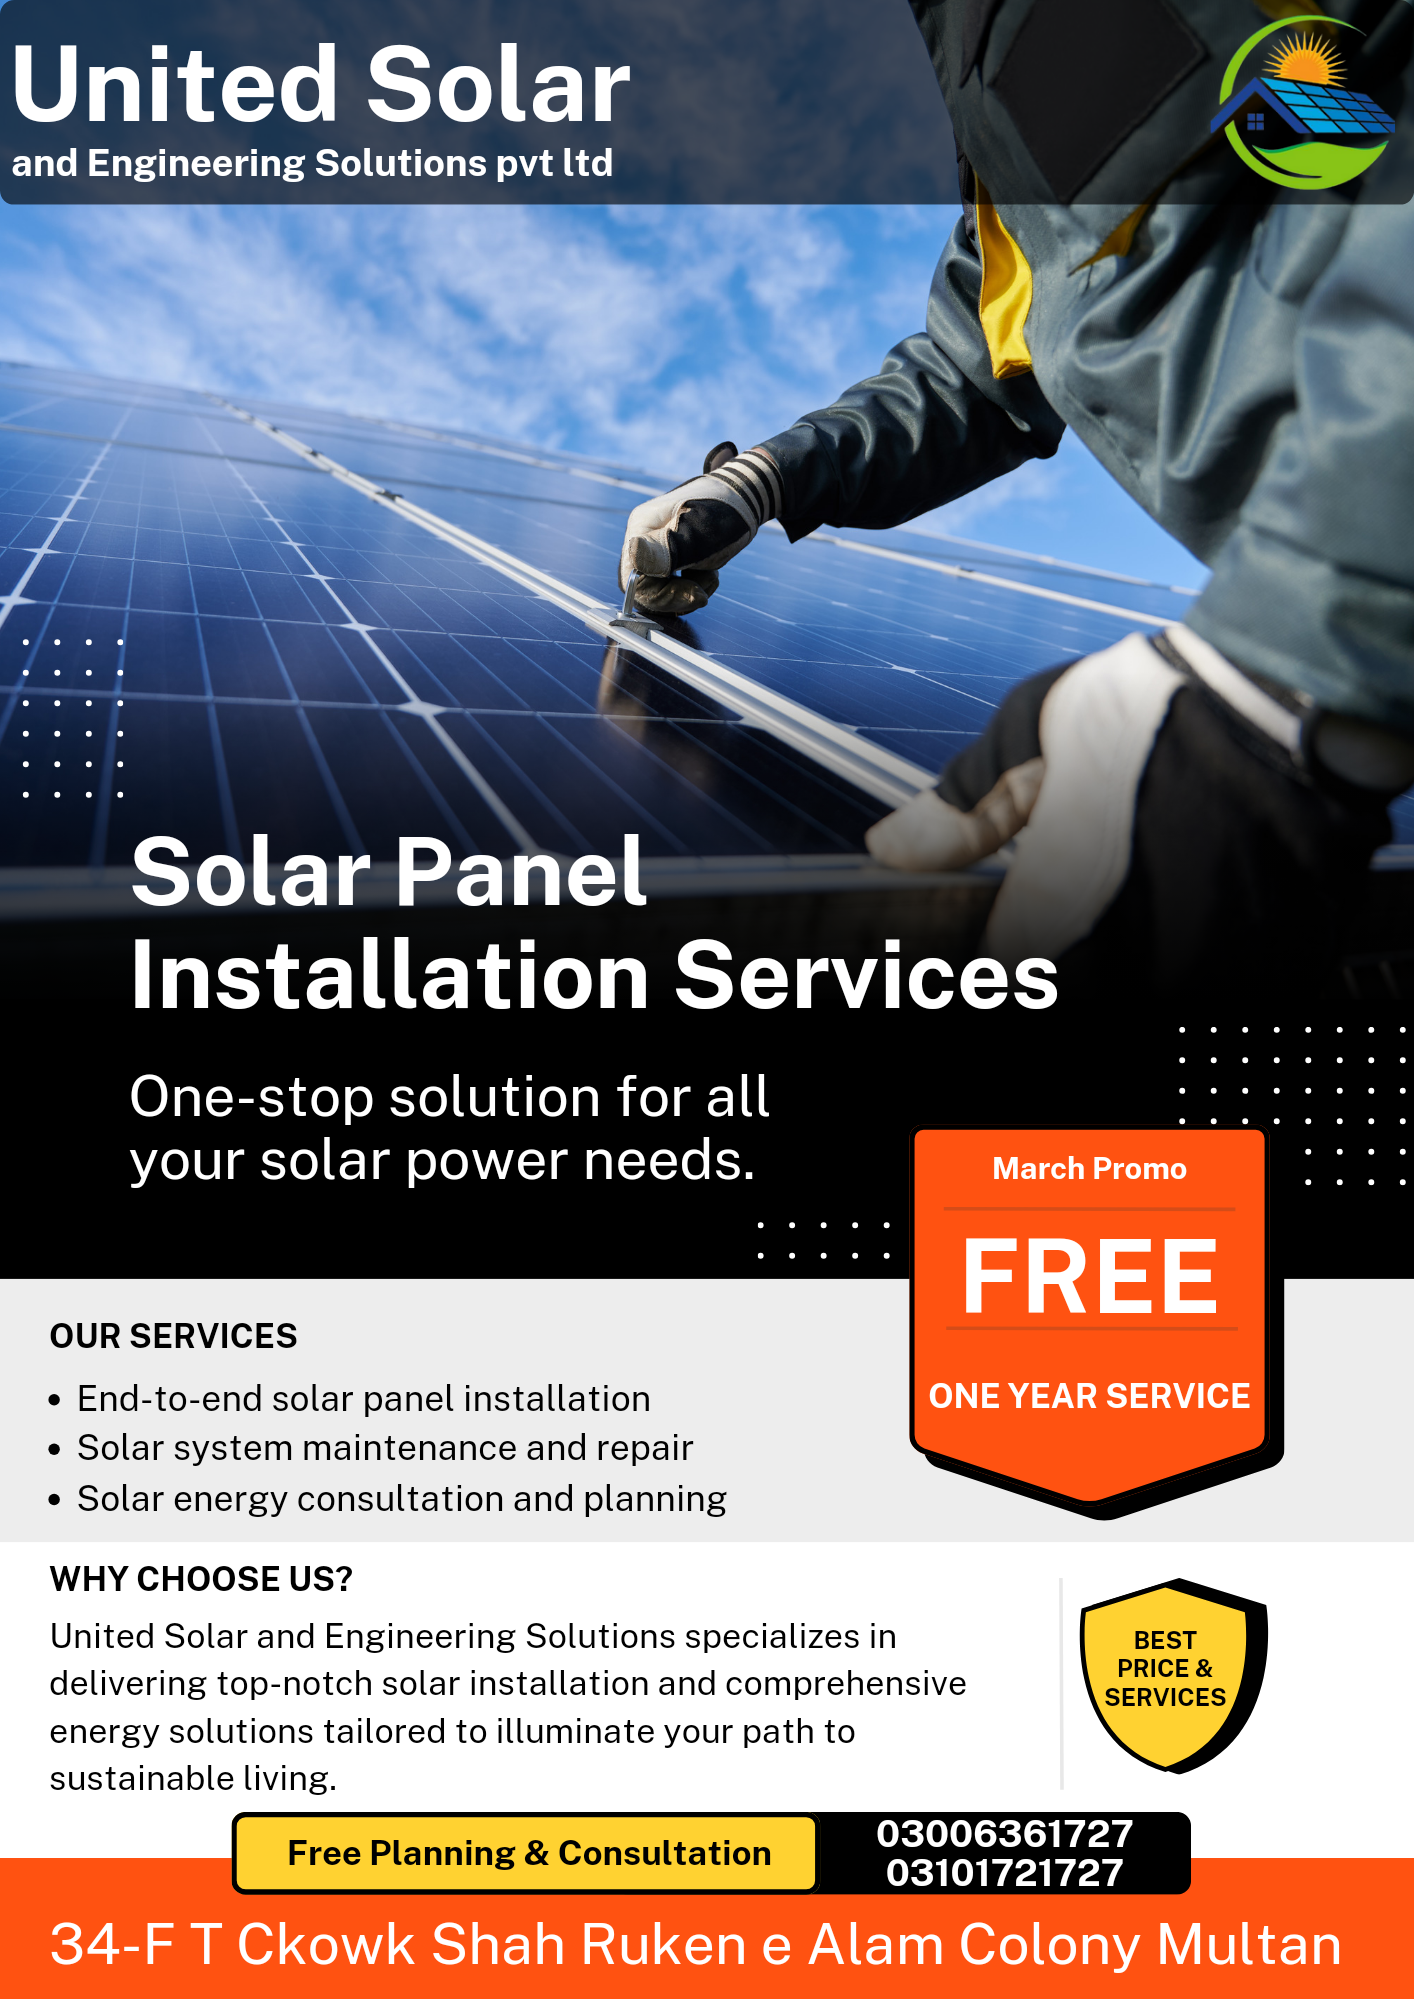 United Solar
and Engineering Solutions pvt ltd
Solar Panel
Installation Services
One-stop solution for all
your solar power needs.
March Promo
FREE
ONE YEAR SERVICE
OUR SERVICES
• End-to-end solar panel installation
• Solar system maintenance and repair
• Solar energy consultation and planning
WHY CHOOSE US?
United Solar and Engineering Solutions specializes in
delivering top-notch solar installation and comprehensive
energy solutions tailored to illuminate your path to
sustainable living.
BEST
PRICE &
SERVICES
Free Planning & Consultation
03006361727
03101721727
34-F T Ckowk Shah Ruken e Alam Colony Multan